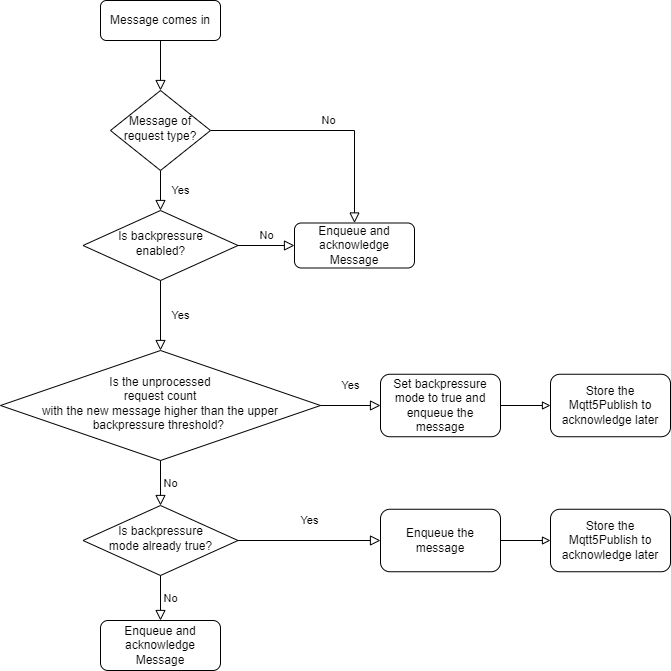 Message comes in
Message of
request type?
No
Yes
Is backpressure
enabled?
No
Enqueue and
acknowledge
Message
Yes
Is the unprocessed
request count
with the new message higher than the upper
backpressure threshold?
Yes
Set backpressure
mode to true and
enqueue the
message
Store the
Mqtt5Publish to
acknowledge later
No
Is backpressure
mode already true?
Yes
Enqueue the
message
Store the
Mqtt5Publish to
acknowledge later
No
Enqueue and
acknowledge
Message